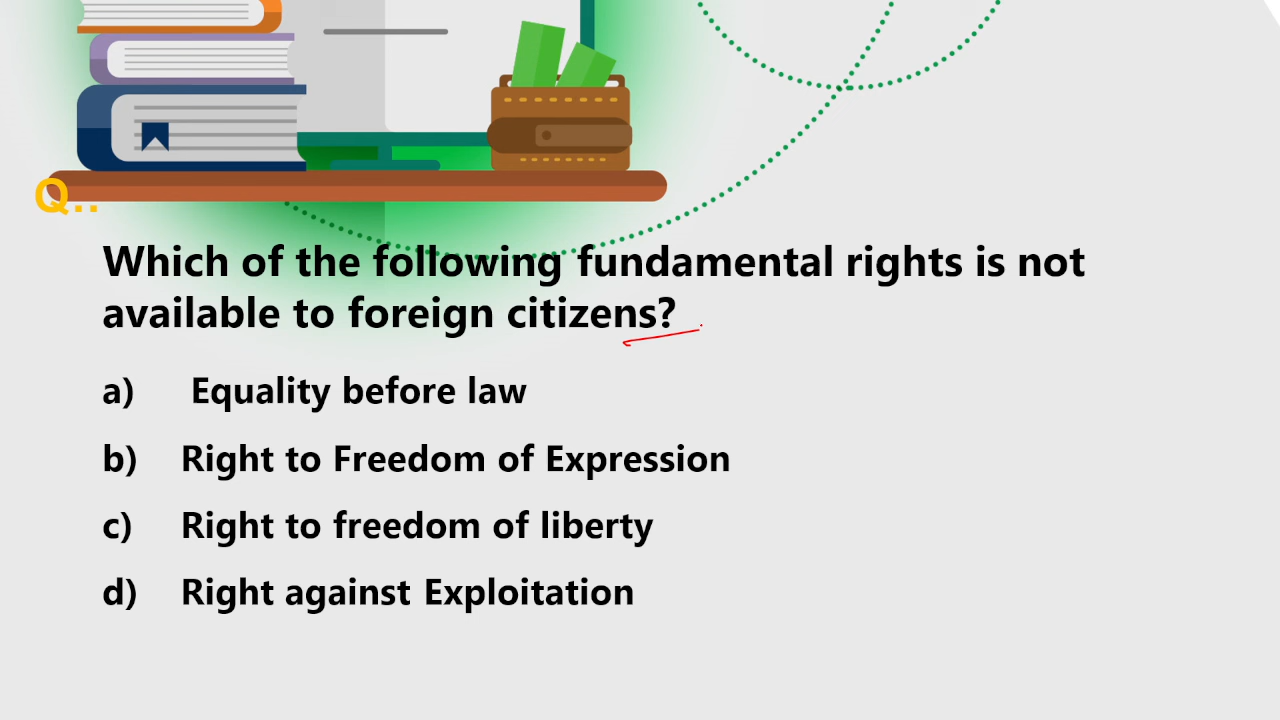 Q..
Which of the following fundamental rights is not
available to foreign citizens?
a) Equality before law
b) Right to Freedom of Expression
c) Right to freedom of liberty
d) Right against Exploitation